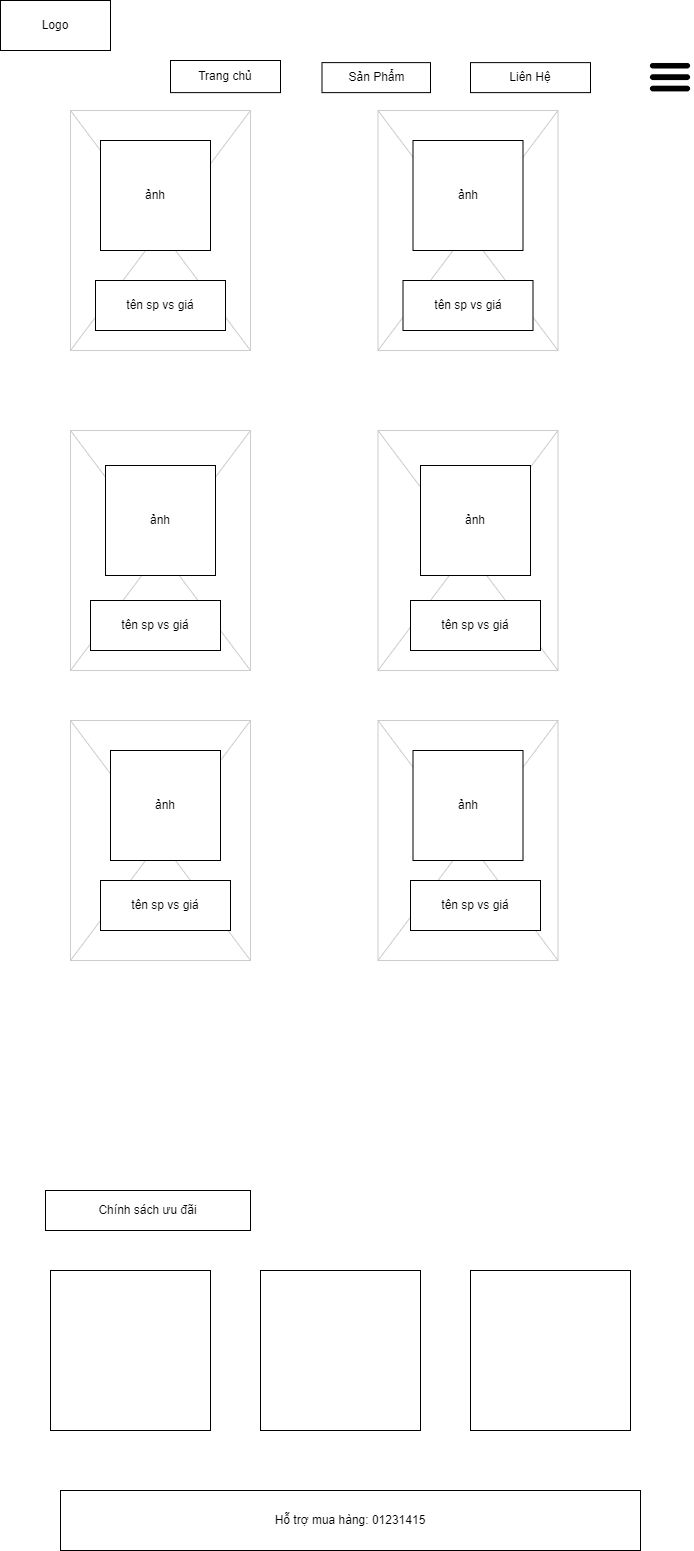 Logo
Trang chủ
Sản Phẩm
Liên Hệ
ảnh
ảnh
tên sp vs giá
tên sp vs giá
ảnh
ảnh
tên sp vs giá
tên sp vs giá
ảnh
ảnh
tên sp vs giá
tên sp vs giá
Chính sách ưu đãi
Hỗ trợ mua hàng: 01231415